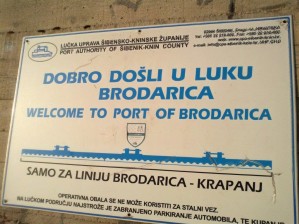 LUČKA UPRAVA ŠIBENSKO-KNINSKE ŽUPANIJE
PORT AUTHORITY OF SIBENIK-KNIN COUNTY
DOBRO DOŠLI U LUKU
BRODARICA
WELCOME TO PORT OF BRODARICA
SAMO ZA LINIJU BRODARICA - KRAPANJ
OPERATIVNA OBALA SE NE MOŽE KORISTITI ZA STALNI VEZ.
NA LUČKOM PODRUČJU NAJSTROŽE JE ZABRANJENO PARKIRANJE AUTOMOBILA, TE KUPANJE